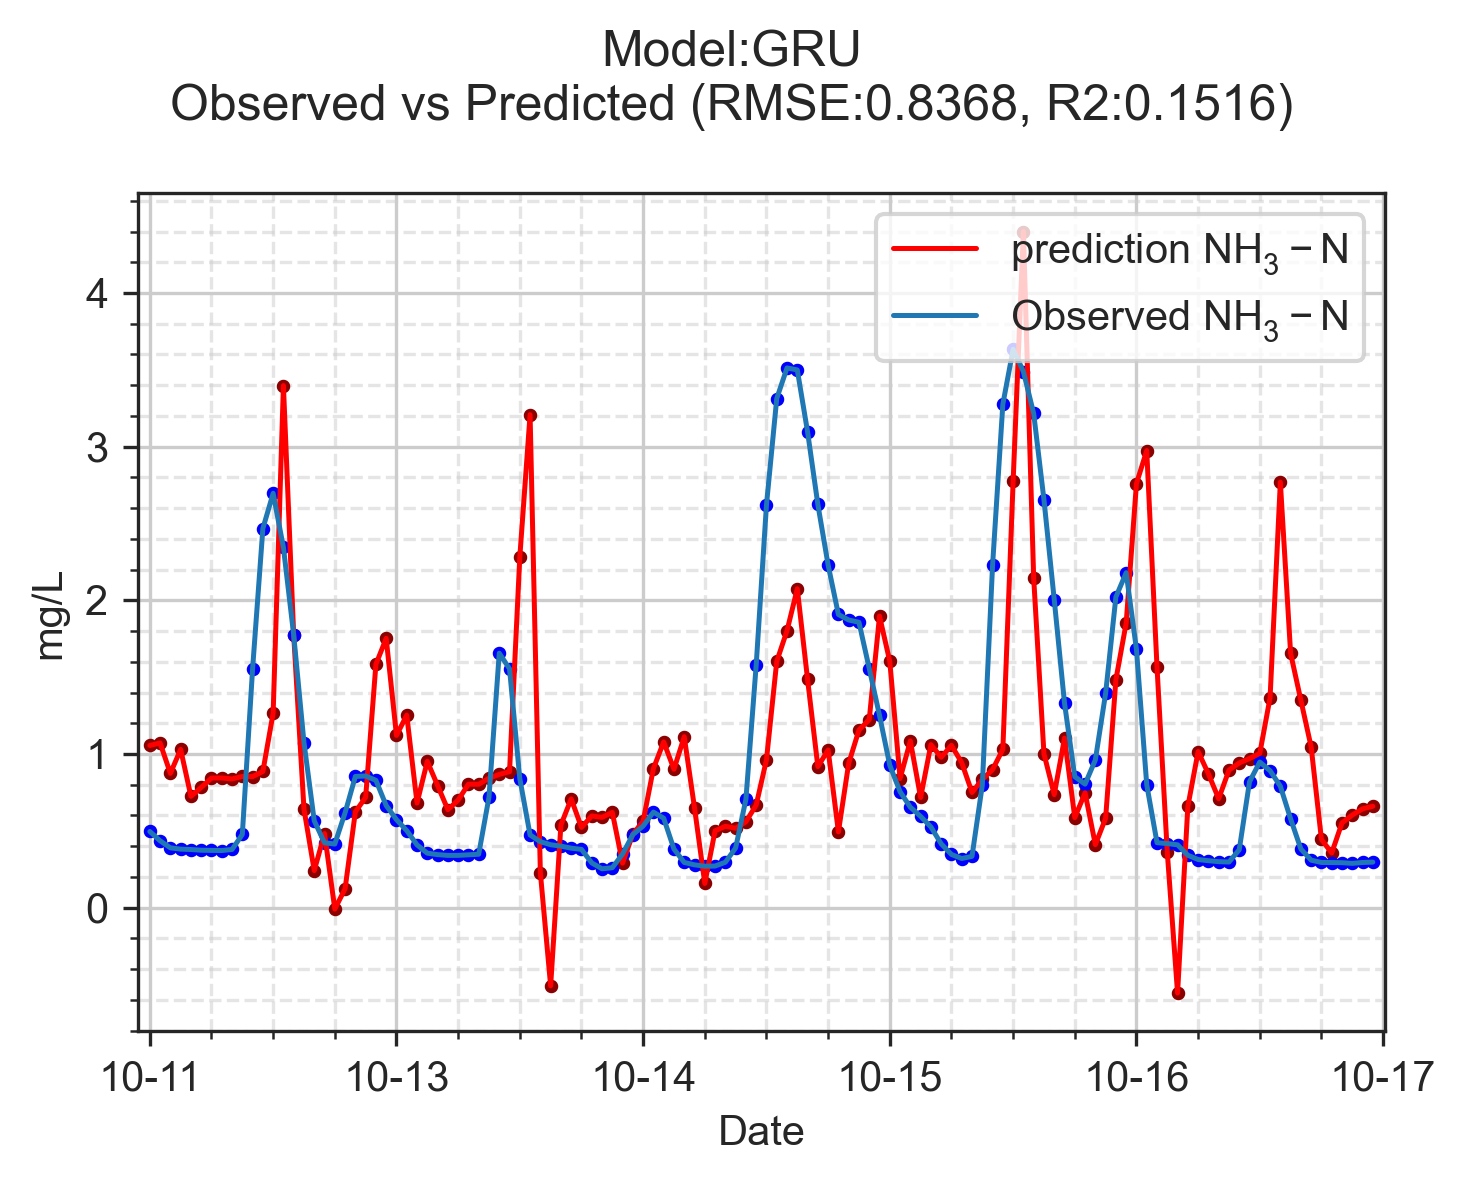 Model:GRU
Observed vs Predicted (RMSE:0.8368, R2:0.1516)
prediction NH₃ − N
Observed NH₃ − N
4
3
2
1
0
mg/L
10-11 10-13 10-14 10-15 10-16 10-17
Date